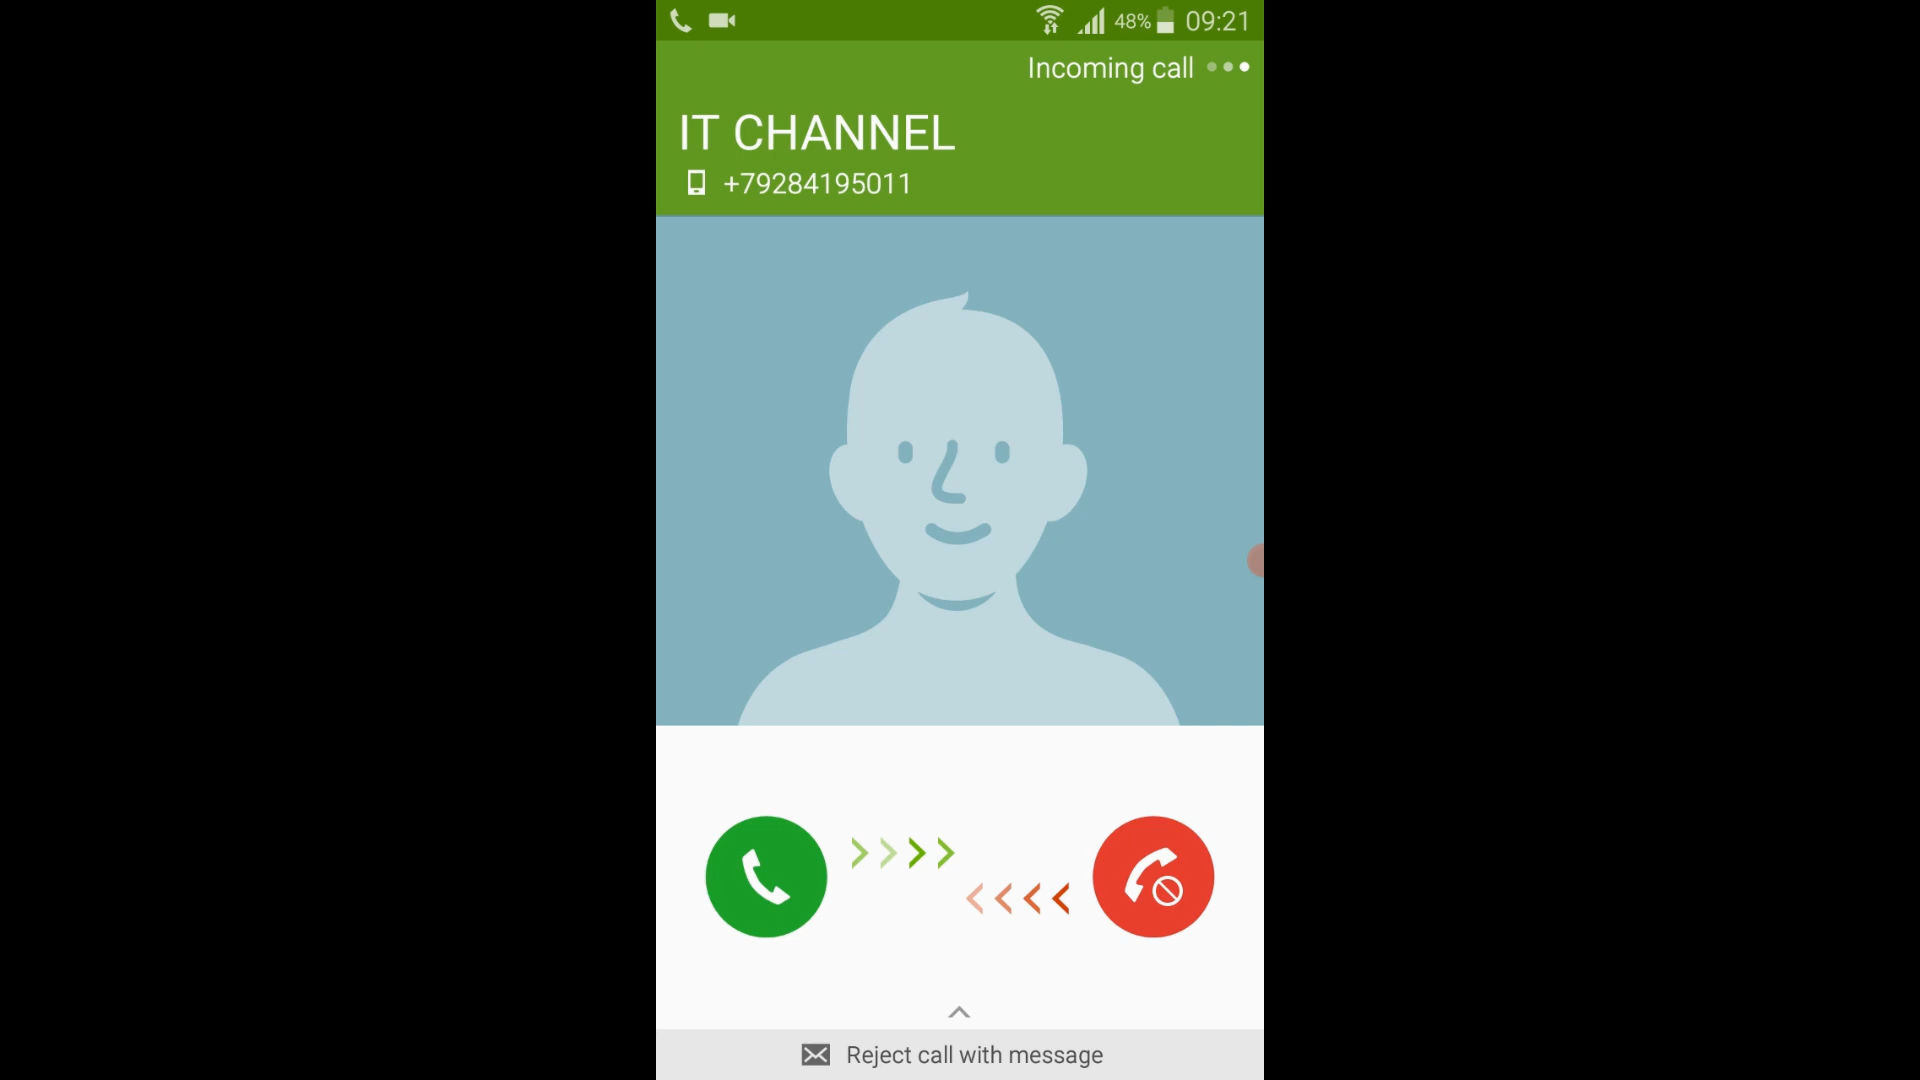 48% 09:21
Incoming call
IT CHANNEL
+79284195011
Reject call with message